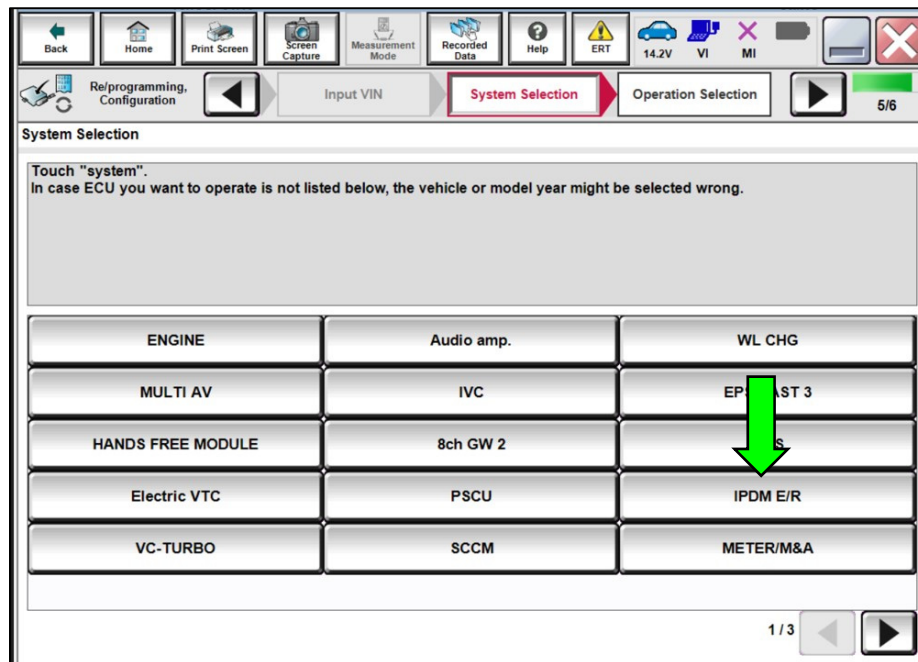 Back
Home
Print Screen
Screen Capture
Measurement Mode
Recorded Data
Help
ERT
14.2V
VI
MI
Re/programming, Configuration
Input VIN
System Selection
Operation Selection
5/6
System Selection
Touch "system".
In case ECU you want to operate is not listed below, the vehicle or model year might be selected wrong.
ENGINE
Audio amp.
WL CHG
MULTI AV
IVC
3
HANDS FREE MODULE
8ch GW 2
Electric VTC
PSCU
IPDM E/R
VC-TURBO
SCCM
METER/M&A
1/3